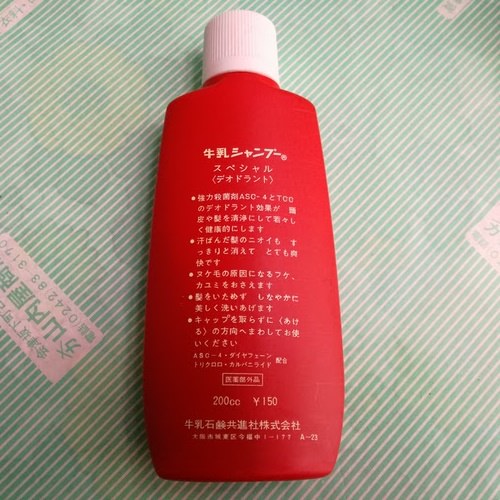 牛乳シャンプー®
スペシャル
〈デオドラント〉
●強力殺菌剤ASC-4とTCC
のデオドラント効果が 頭
皮や髪を清浄にして若々し
く健康的にします
●汗ばんだ髪のニオイも す
っきりと消えて とても爽
快です
●ヌケ毛の原因になるフケ、
カユミをおさえます
●髪をいためず しなやかに
美しく洗いあげます
●キャップを取らずに〈あけ
る〉の方向へまわしてお使
いください
ASC-4・ダイヤフェーン
トリクロロ・カルバニライド 配合
医薬部外品
200cc ¥150
牛乳石鹸共進社株式会社
大阪市城東区今福中1-177 A-23
山内薬局
0242 83 3150